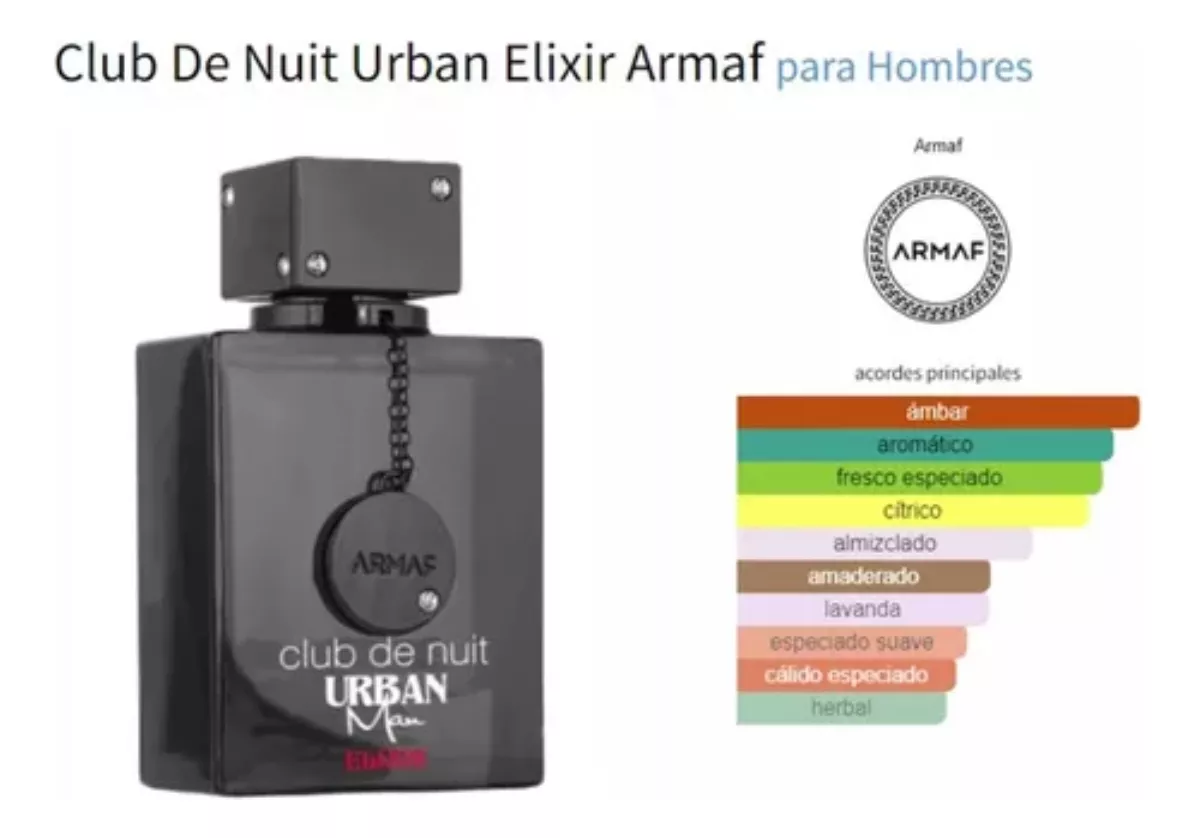 Club De Nuit Urban Elixir Armaf para Hombres
Armaf
ARMAF
acordes principales
ámbar
aromático
fresco especiado
cítrico
almizclado
amaderado
lavanda
especiado suave
cálido especiado
herbal
ARMAF
club de nuit
URBAN
Man
ELIXIR